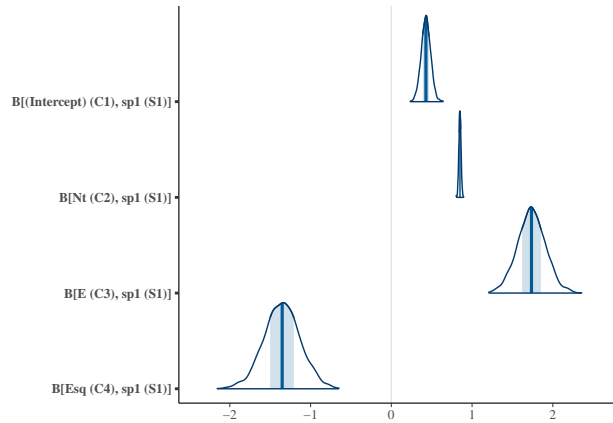 B[(Intercept) (C1), sp1 (S1)]
B[Nt (C2), sp1 (S1)]
B[E (C3), sp1 (S1)]
B[Esq (C4), sp1 (S1)]
−2 −1 0 1 2